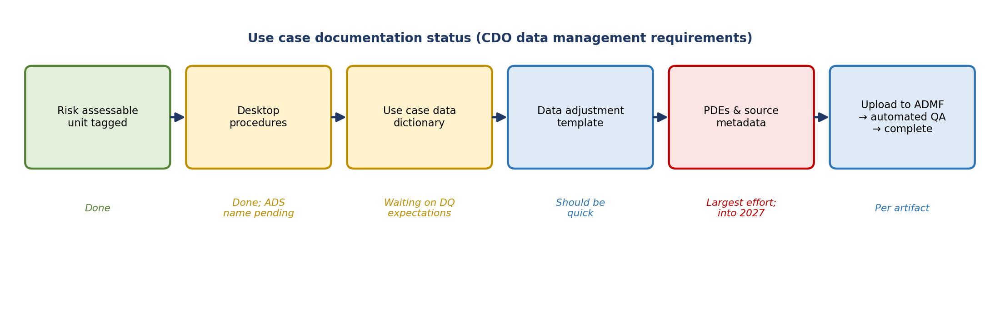 Use case documentation status (CDO data management requirements)
Risk assessable
unit tagged
Desktop
procedures
Use case data
dictionary
Data adjustment
template
PDEs & source
metadata
Upload to ADMF
→ automated QA
→ complete
Done
Done; ADS
name pending
Waiting on DQ
expectations
Should be
quick
Largest effort;
into 2027
Per artifact